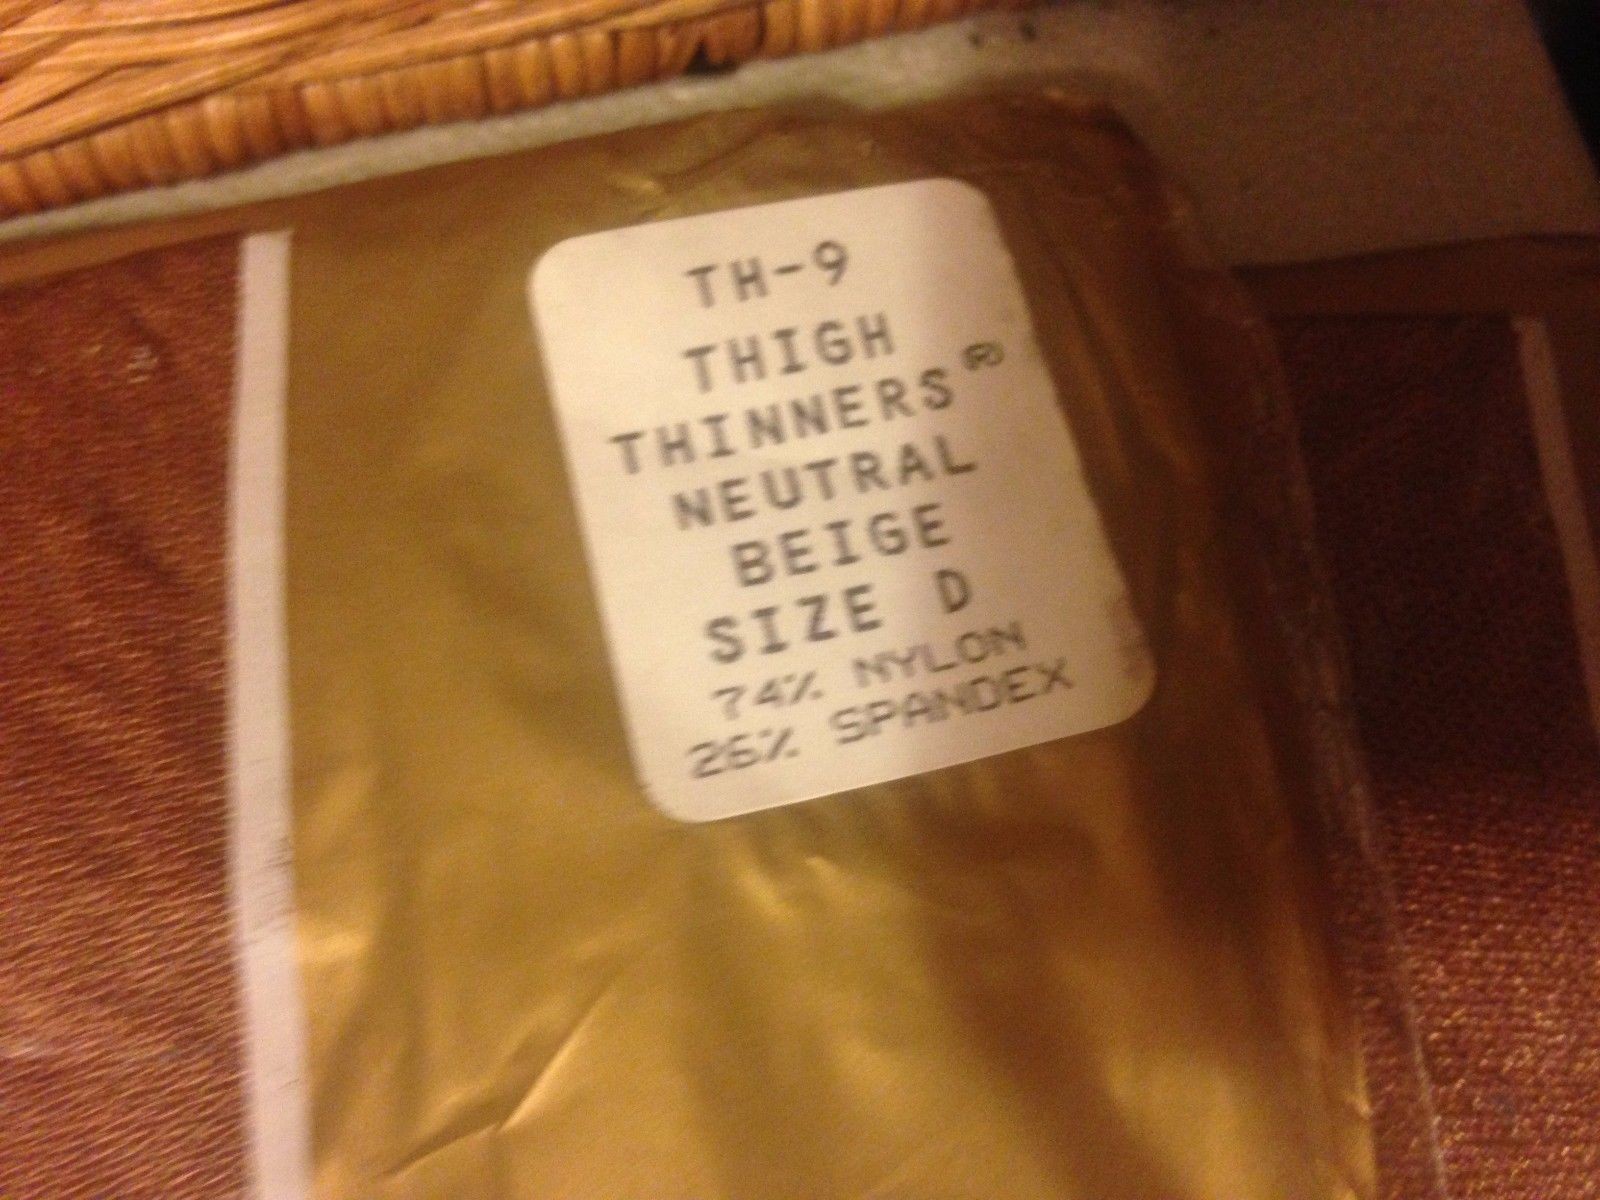 TH-9
THIGH
THINNERS(R)
NEUTRAL
BEIGE
SIZE D
74% NYLON
26% SPANDEX